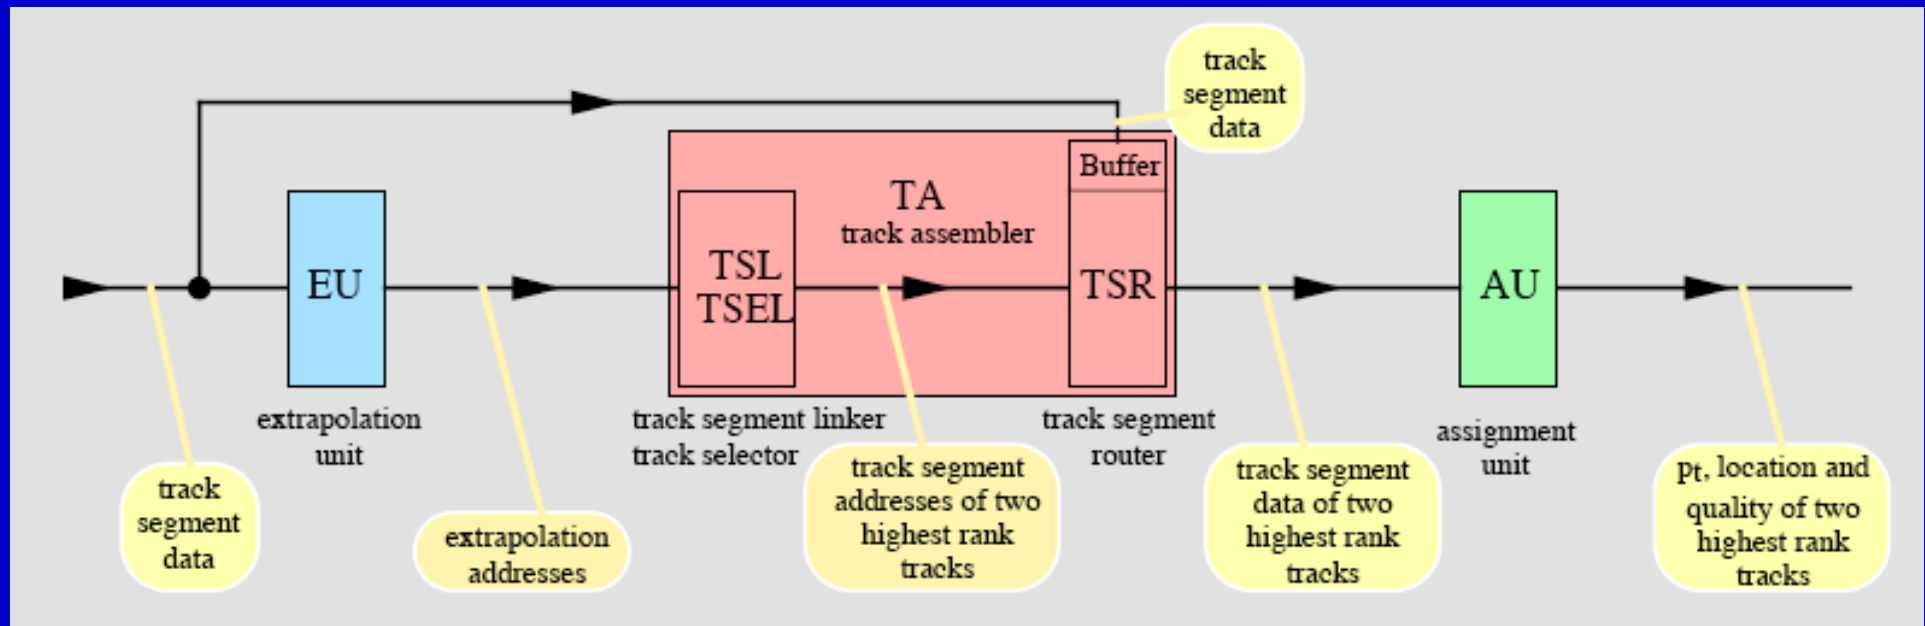 track
segment
data
Buffer
TA
track assembler
EU
TSL
TSEL
TSR
AU
extrapolation
unit
track segment linker
track selector
track segment
router
assignment
unit
track
segment
data
extrapolation
addresses
track segment
addresses of two
highest rank
tracks
track segment
data of two
highest rank
tracks
pt, location and
quality of two
highest rank
tracks